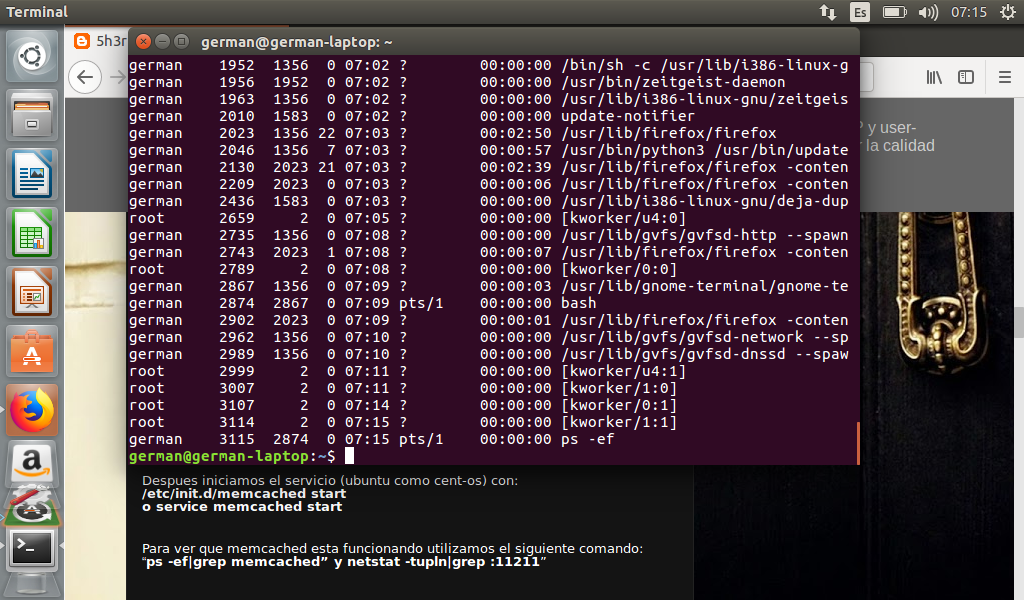 Terminal
Es
07:15
5h3r
german@german-laptop: ~
german 1952 1356 0 07:02 ? 00:00:00 /bin/sh -c /usr/lib/i386-linux-g
german 1956 1952 0 07:02 ? 00:00:00 /usr/bin/zeitgeist-daemon
german 1963 1356 0 07:02 ? 00:00:00 /usr/lib/i386-linux-gnu/zeitgeis
german 2010 1583 0 07:02 ? 00:00:00 update-notifier
german 2023 1356 22 07:03 ? 00:02:50 /usr/lib/firefox/firefox
german 2046 1356 7 07:03 ? 00:00:57 /usr/bin/python3 /usr/bin/update
german 2130 2023 21 07:03 ? 00:02:39 /usr/lib/firefox/firefox -conten
german 2209 2023 0 07:03 ? 00:00:06 /usr/lib/firefox/firefox -conten
german 2436 1583 0 07:03 ? 00:00:00 /usr/lib/i386-linux-gnu/deja-dup
root 2659 2 0 07:05 ? 00:00:00 [kworker/u4:0]
german 2735 1356 0 07:08 ? 00:00:00 /usr/lib/gvfs/gvfsd-http --spawn
german 2743 2023 1 07:08 ? 00:00:07 /usr/lib/firefox/firefox -conten
root 2789 2 0 07:08 ? 00:00:00 [kworker/0:0]
german 2867 1356 0 07:09 ? 00:00:03 /usr/lib/gnome-terminal/gnome-te
german 2874 2867 0 07:09 pts/1 00:00:00 bash
german 2902 2023 0 07:09 ? 00:00:01 /usr/lib/firefox/firefox -conten
german 2962 1356 0 07:10 ? 00:00:00 /usr/lib/gvfs/gvfsd-network --sp
german 2989 1356 0 07:10 ? 00:00:00 /usr/lib/gvfs/gvfsd-dnssd --spaw
root 2999 2 0 07:11 ? 00:00:00 [kworker/u4:1]
root 3007 2 0 07:11 ? 00:00:00 [kworker/1:0]
root 3107 2 0 07:14 ? 00:00:00 [kworker/0:1]
root 3114 2 0 07:15 ? 00:00:00 [kworker/1:1]
german 3115 2874 0 07:15 pts/1 00:00:00 ps -ef
german@german-laptop:~$
y user-
la calidad
Despues iniciamos el servicio (ubuntu como cent-os) con:
/etc/init.d/memcached start
o service memcached start
Para ver que memcached esta funcionando utilizamos el siguiente comando:
“ps -ef|grep memcached” y netstat -tupln|grep :11211”